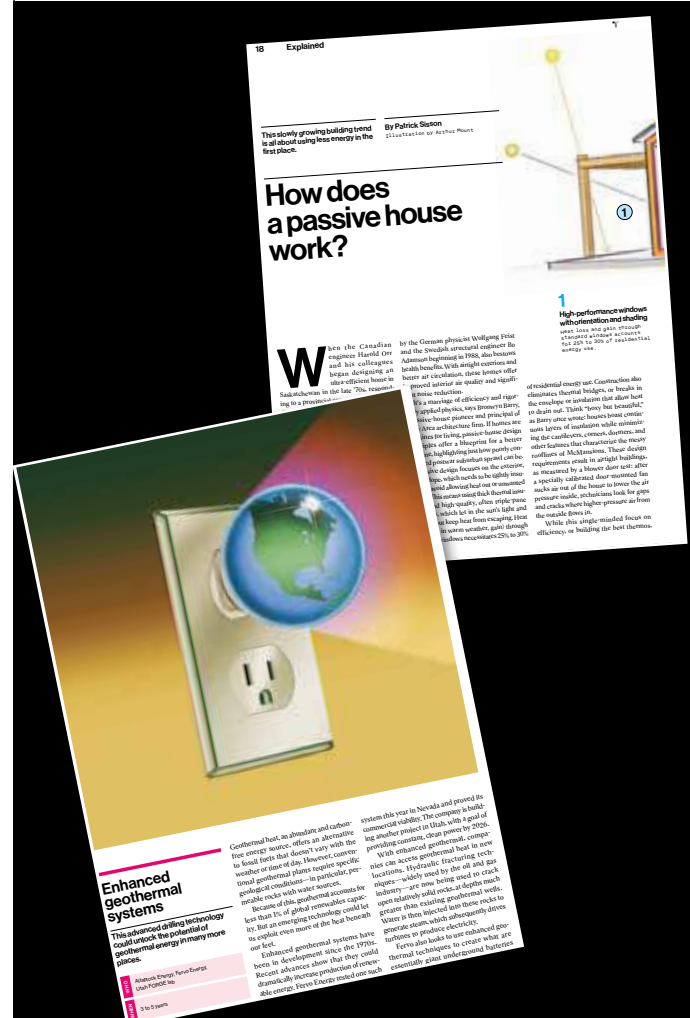 18 Explained
This slowly growing building trend
is all about using less energy in the
first place.
By Patrick Sisson
Illustration by Arthur Mount
How does
a passive house
work?
1
1
High-performance windows
with orientation and shading
Heat loss and gain through
standard windows accounts
for 25% to 30% of residential
energy use.
When the Canadian
engineer Harold Orr
and his colleagues
began designing an
ultra-efficient home in
Saskatchewan in the late ’70s, respond-
ing to a provincial
by the German physicist Wolfgang Feist
and the Swedish structural engineer Bo
Adamson beginning in 1988, also bestows
health benefits. With airtight exteriors and
better air circulation, these homes offer
improved interior air quality and signifi-
noise reduction.
It’s a marriage of efficiency and rigor-
applied physics, says Bronwyn Barry,
passive-house pioneer and principal of
Area architecture firm. If homes are
for living, passive-house design
offer a blueprint for a better
highlighting just how poorly con-
postwar suburban sprawl can be.
design focuses on the exterior,
which needs to be tightly insu-
avoid allowing heat out or unwanted
This means using thick thermal insu-
high-quality, often triple-pane
which let in the sun’s light and
keep heat from escaping. Heat
in warm weather, gain) through
windows necessitates 25% to 30%
of residential energy use. Construction also
eliminates thermal bridges, or breaks in
the envelope or insulation that allow heat
to drain out. Think “boxy but beautiful,”
as Barry once wrote: houses boast contin-
uous layers of insulation while minimiz-
ing the cantilevers, corners, dormers, and
other features that characterize the messy
rooflines of McMansions. These design
requirements result in airtight buildings,
as measured by a blower door test: after
a specially calibrated door-mounted fan
sucks air out of the house to lower the air
pressure inside, technicians look for gaps
and cracks where higher-pressure air from
the outside flows in.
While this single-minded focus on
efficiency, or building the best thermos,
Enhanced
geothermal
systems
This advanced drilling technology
could unlock the potential of
geothermal energy in many more
places.
WHO
AltaRock Energy, Fervo Energy,
Utah FORGE lab
WHEN
3 to 5 years
Geothermal heat, an abundant and carbon-
free energy source, offers an alternative
to fossil fuels that doesn’t vary with the
weather or time of day. However, conven-
tional geothermal plants require specific
geological conditions—in particular, per-
meable rocks with water sources.
Because of this, geothermal accounts for
less than 1% of global renewables capac-
ity. But an emerging technology could let
us exploit even more of the heat beneath
our feet.
Enhanced geothermal systems have
been in development since the 1970s.
Recent advances show that they could
dramatically increase production of renew-
able energy. Fervo Energy tested one such
system this year in Nevada and proved its
commercial viability. The company is build-
ing another project in Utah, with a goal of
providing constant, clean power by 2026.
With enhanced geothermal, compa-
nies can access geothermal heat in new
locations. Hydraulic fracturing tech-
niques—widely used by the oil and gas
industry—are now being used to crack
open relatively solid rocks, at depths much
greater than existing geothermal wells.
Water is then injected into these rocks to
generate steam, which subsequently drives
turbines to produce electricity.
Fervo also looks to use enhanced geo-
thermal techniques to create what are
essentially giant underground batteries